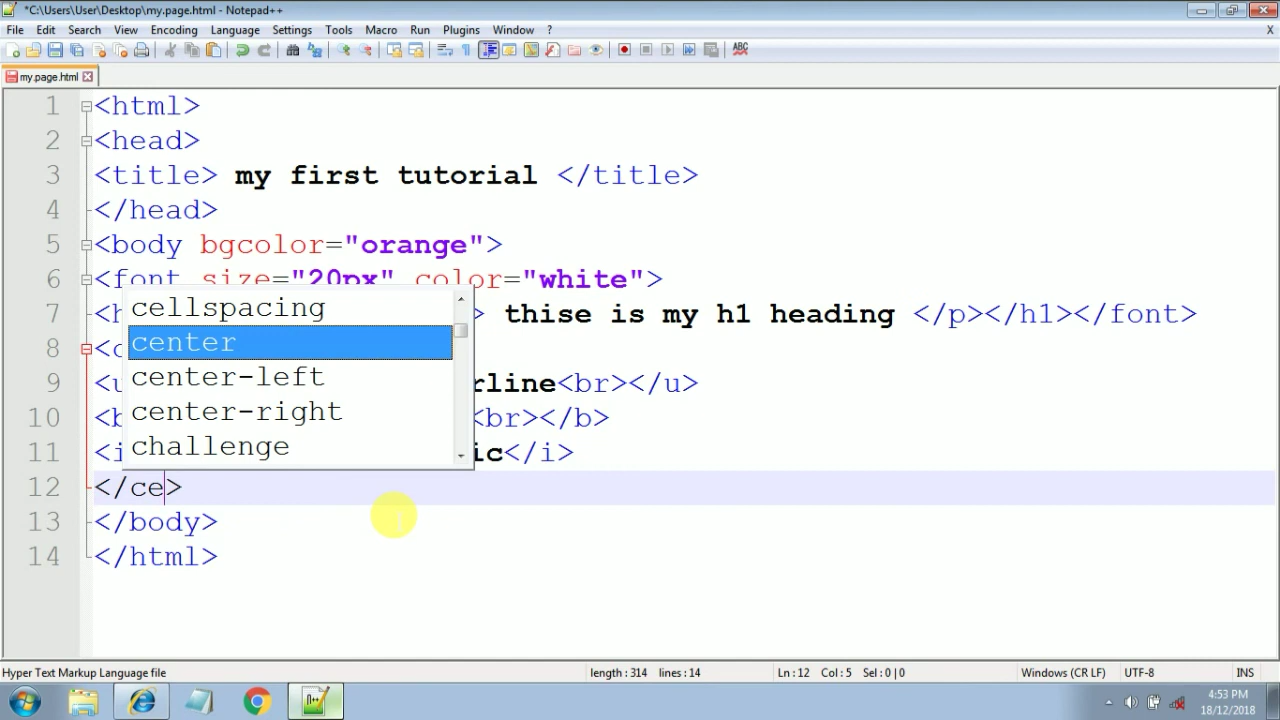 *C:\Users\User\Desktop\my.page.html - Notepad++
File Edit Search View Encoding Language Settings Tools Macro Run Plugins Window ? X
ABC
my.page.html
1 <html>
2 <head>
3 <title> my first tutorial </title>
4 </head>
5 <body bgcolor="orange">
6 <font size="20px" color="white">
7 <h > thise is my h1 heading </p></h1></font>
8 <c
9 <u rline<br></u>
10 <b <br></b>
11 <i ic</i>
cellspacing
center
center-left
center-right
challenge
12 </ce>
13 </body>
14 </html>
Hyper Text Markup Language file length : 314 lines : 14 Ln : 12 Col : 5 Sel : 0 | 0 Windows (CR LF) UTF-8 INS
4:53 PM
18/12/2018